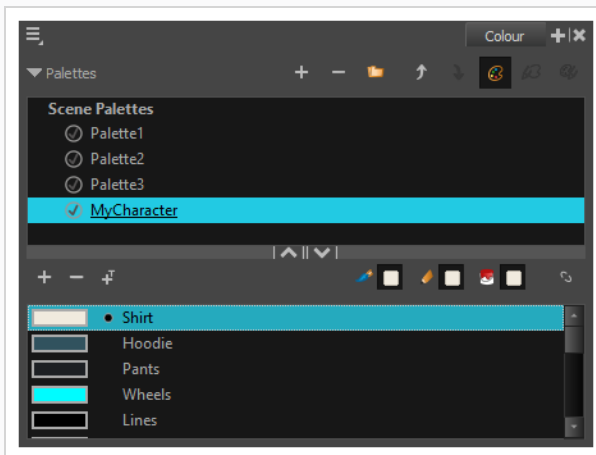 Colour
Palettes
Scene Palettes
Palette1
Palette2
Palette3
MyCharacter
Shirt
Hoodie
Pants
Wheels
Lines